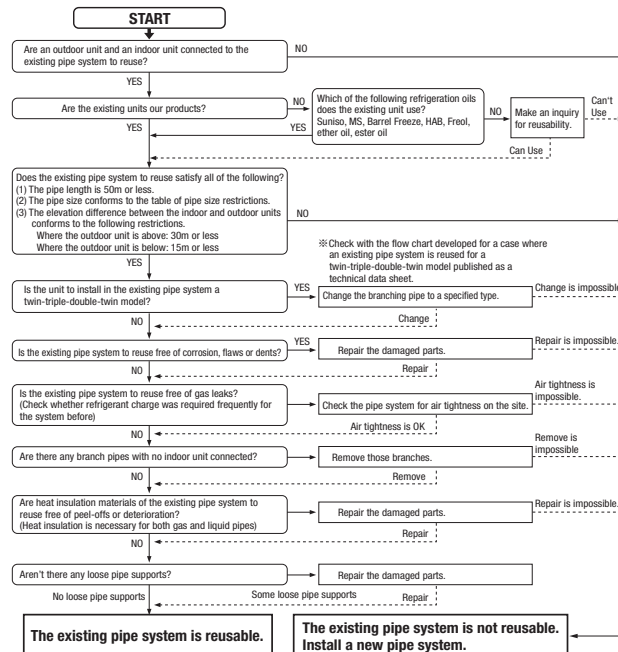 START
Are an outdoor unit and an indoor unit connected to the
existing pipe system to reuse?
NO
YES
Are the existing units our products?
NO
YES
Which of the following refrigeration oils
does the existing unit use?
Suniso, MS, Barrel Freeze, HAB, Freol,
ether oil, ester oil
NO
Make an inquiry
for reusability.
Can't
Use
Can Use
Does the existing pipe system to reuse satisfy all of the following?
(1) The pipe length is 50m or less.
(2) The pipe size conforms to the table of pipe size restrictions.
(3) The elevation difference between the indoor and outdoor units
conforms to the following restrictions.
Where the outdoor unit is above: 30m or less
Where the outdoor unit is below: 15m or less
NO
YES
※Check with the flow chart developed for a case where
an existing pipe system is reused for a
twin-triple-double-twin model published as a
technical data sheet.
Is the unit to install in the existing pipe system a
twin-triple-double-twin model?
YES
Change the branching pipe to a specified type.
Change is impossible.
Change
NO
Is the existing pipe system to reuse free of corrosion, flaws or dents?
YES
Repair the damaged parts.
Repair is impossible.
Repair
NO
Is the existing pipe system to reuse free of gas leaks?
(Check whether refrigerant charge was required frequently for
the system before)
Check the pipe system for air tightness on the site.
Air tightness is
impossible.
Air tightness is OK
NO
Are there any branch pipes with no indoor unit connected?
Remove those branches.
Remove is
impossible
Remove
NO
Are heat insulation materials of the existing pipe system to
reuse free of peel-offs or deterioration?
(Heat insulation is necessary for both gas and liquid pipes)
Repair the damaged parts.
Repair is impossible.
Repair
NO
Aren't there any loose pipe supports?
Repair the damaged parts.
No loose pipe supports
Some loose pipe supports
Repair
The existing pipe system is reusable.
The existing pipe system is not reusable.
Install a new pipe system.